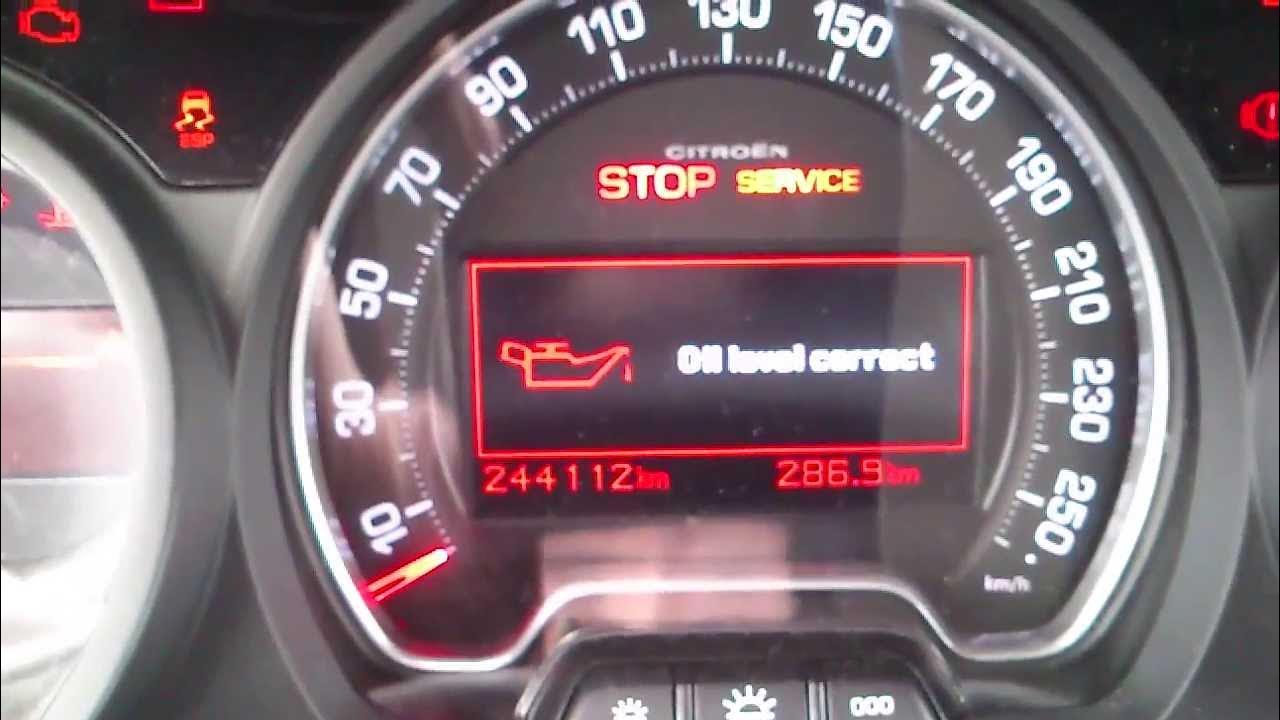 110 130 150
90 170
ESP
CITROËN
70 STOP SERVICE 190
50 210
Oil level correct
30 230
244112km 286.9km
10 250
km/h